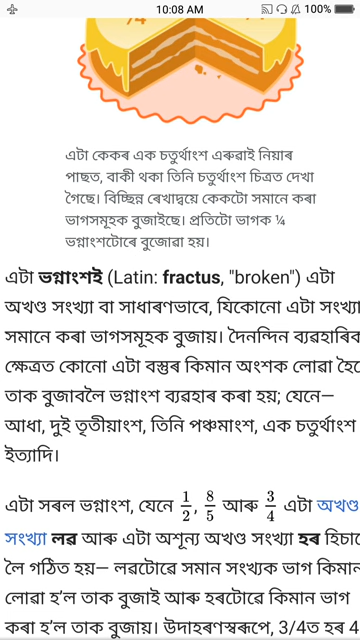 10:08 AM 100%
¼
এটা কেকৰ এক চতুৰ্থাংশ এৰুৱাই নিয়াৰ
পাছত, বাকী থকা তিনি চতুৰ্থাংশ চিত্ৰত দেখা
গৈছে। বিচ্ছিন্ন ৰেখাদ্বয়ে কেকটো সমানে কৰা
ভাগসমূহক বুজাইছে। প্ৰতিটো ভাগক ¼
ভগ্নাংশটোৰে বুজোৱা হয়।
এটা ভগ্নাংশই (Latin: fractus, "broken") এটা
অখণ্ড সংখ্যা বা সাধাৰণভাবে, যিকোনো এটা সংখ্যা
সমানে কৰা ভাগসমূহক বুজায়। দৈনন্দিন ব্যৱহাৰিক
ক্ষেত্ৰত কোনো এটা বস্তুৰ কিমান অংশক লোৱা হৈছে
তাক বুজাবলৈ ভগ্নাংশ ব্যৱহাৰ কৰা হয়; যেনে—
আধা, দুই তৃতীয়াংশ, তিনি পঞ্চমাংশ, এক চতুৰ্থাংশ
ইত্যাদি।
এটা সৰল ভগ্নাংশ, যেনে 1/2, 8/5 আৰু 3/4 এটা অখণ্ড
সংখ্যা লৱ আৰু এটা অশূন্য অখণ্ড সংখ্যা হৰ হিচাপে
লৈ গঠিত হয়— লৱটোৱে সমান সংখ্যক ভাগ কিমান
লোৱা হ'ল তাক বুজাই আৰু হৰটোৱে কিমান ভাগ
কৰা হ'ল তাক বুজায়। উদাহৰণস্বৰূপে, 3/4ত হৰ 4